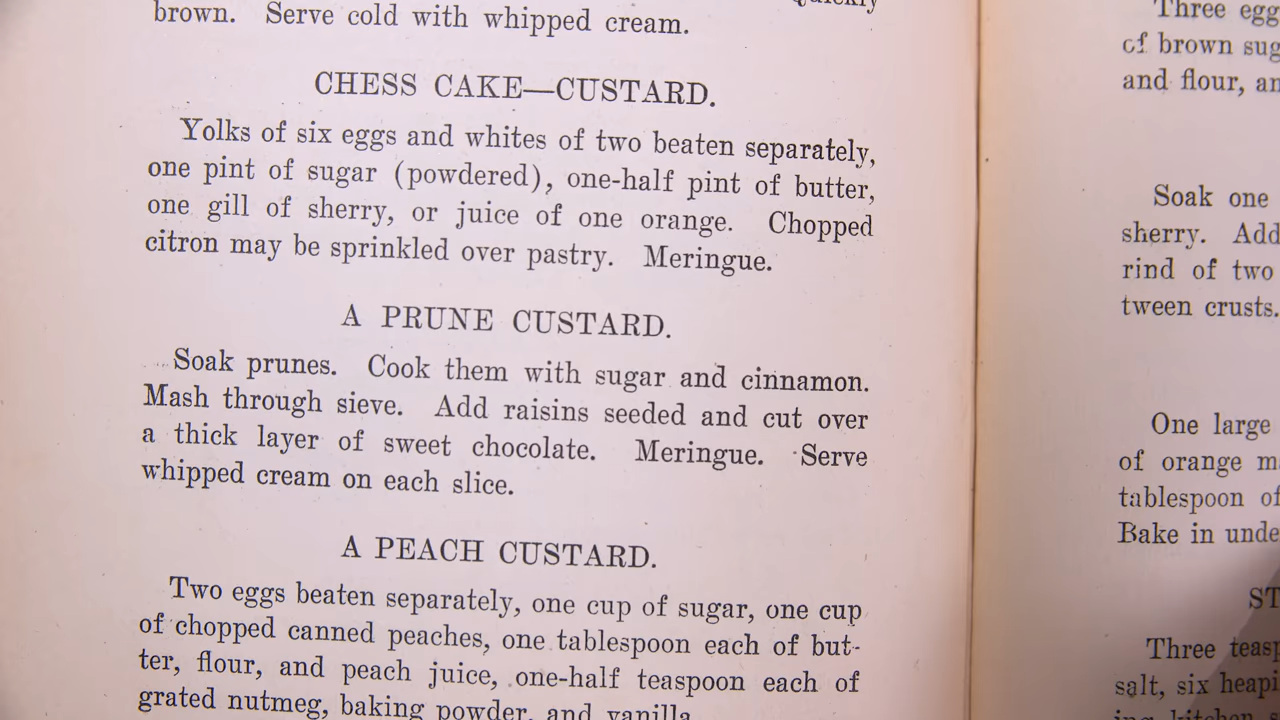 quickly
brown. Serve cold with whipped cream.
CHESS CAKE—CUSTARD.
Yolks of six eggs and whites of two beaten separately,
one pint of sugar (powdered), one-half pint of butter,
one gill of sherry, or juice of one orange. Chopped
citron may be sprinkled over pastry. Meringue.
A PRUNE CUSTARD.
Soak prunes. Cook them with sugar and cinnamon.
Mash through sieve. Add raisins seeded and cut over
a thick layer of sweet chocolate. Meringue. Serve
whipped cream on each slice.
A PEACH CUSTARD.
Two eggs beaten separately, one cup of sugar, one cup
of chopped canned peaches, one tablespoon each of but-
ter, flour, and peach juice, one-half teaspoon each of
grated nutmeg, baking powder, and vanilla.
Three egg
of brown sug
and flour, an
Soak one
sherry. Add
rind of two
tween crusts.
One large
of orange m
tablespoon of
Bake in unde
ST
Three teasp
salt, six heapi
ing kitchen s